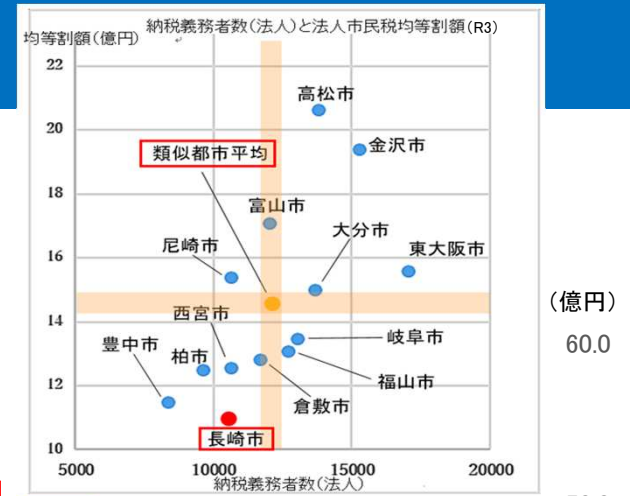 納税義務者数(法人)と法人市民税均等割額(R3)
均等割額(億円)
22
高松市
20
金沢市
類似都市平均
18
富山市
大分市
尼崎市
東大阪市
16
(億円)
14
西宮市
岐阜市
豊中市
60.0
柏市
福山市
12
倉敷市
長崎市
10
5000 10000 15000 20000
納税義務者数(法人)